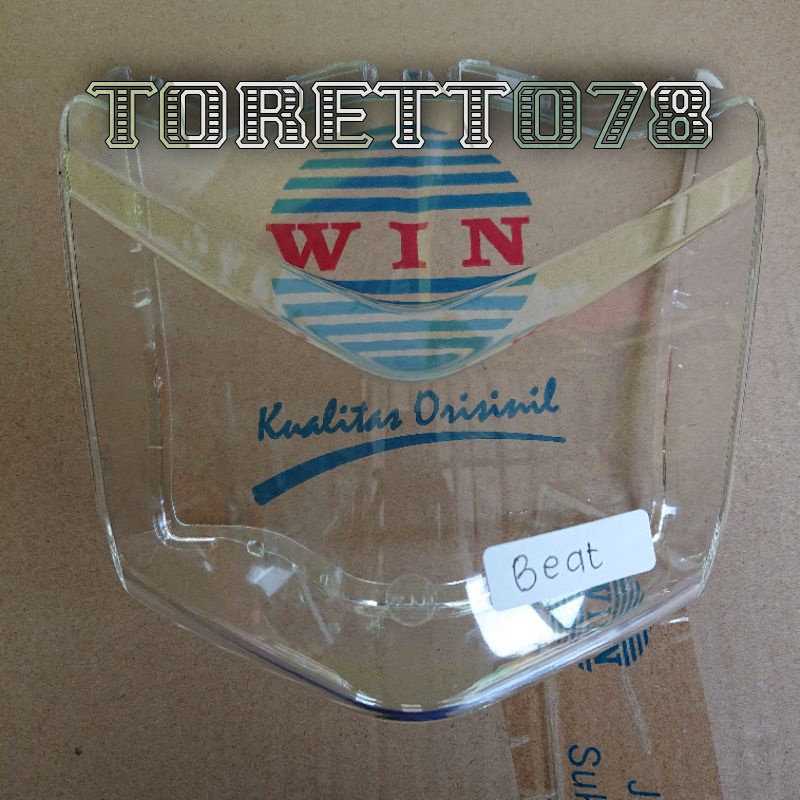 TORETTO78
WIN
Kualitas Orisinil
Beat